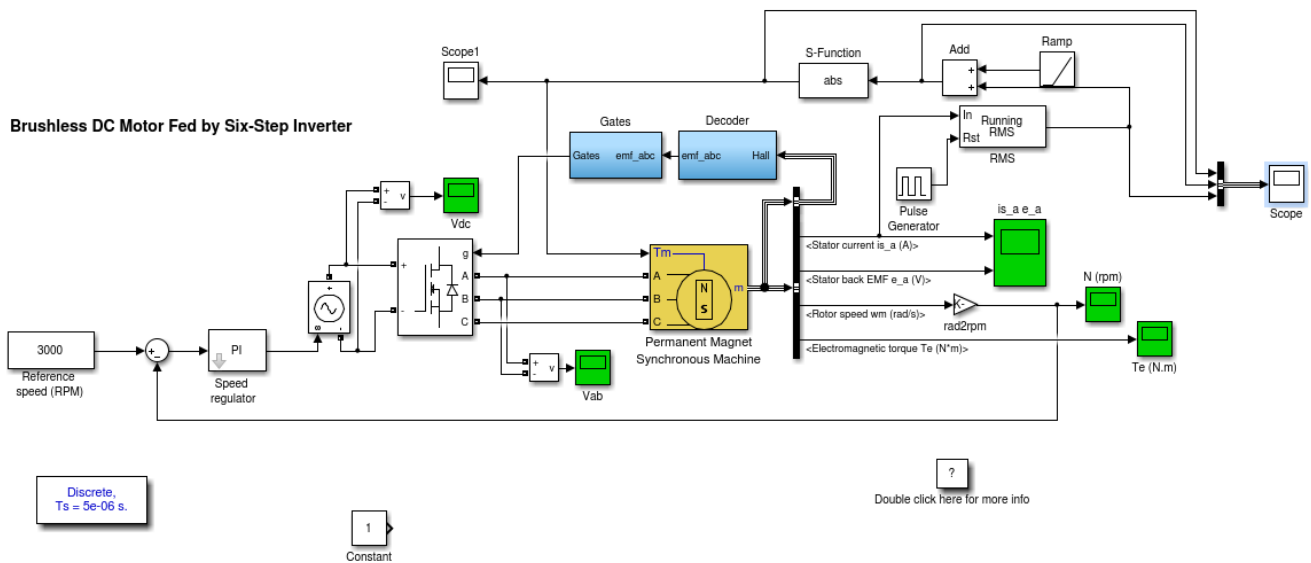 Scope1
S-Function
abs
Add
+
+
Ramp
Brushless DC Motor Fed by Six-Step Inverter
Gates
Gates emf_abc
Decoder
emf_abc Hall
In
Rst
Running
RMS
RMS
Pulse
Generator
Scope
+
-
v
Vdc
is_a e_a
<Stator current is_a (A)>
<Stator back EMF e_a (V)>
N (rpm)
K-
rad2rpm
<Rotor speed wm (rad/s)>
<Electromagnetic torque Te (N*m)>
Te (N.m)
+
-
g
A
B
C
Tm
A
B
C
N
S
m
Permanent Magnet
Synchronous Machine
3000
Reference
speed (RPM)
+
-
PI
Speed
regulator
+
-
v
Vab
Discrete,
Ts = 5e-06 s.
1
Constant
?
Double click here for more info